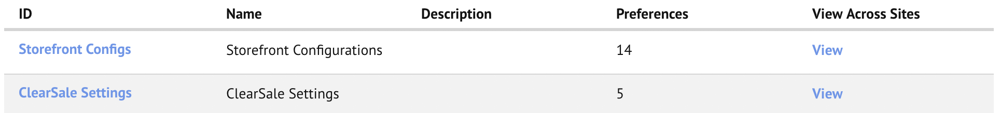 ID Name Description Preferences View Across Sites
Storefront Configs Storefront Configurations 14 View
ClearSale Settings ClearSale Settings 5 View